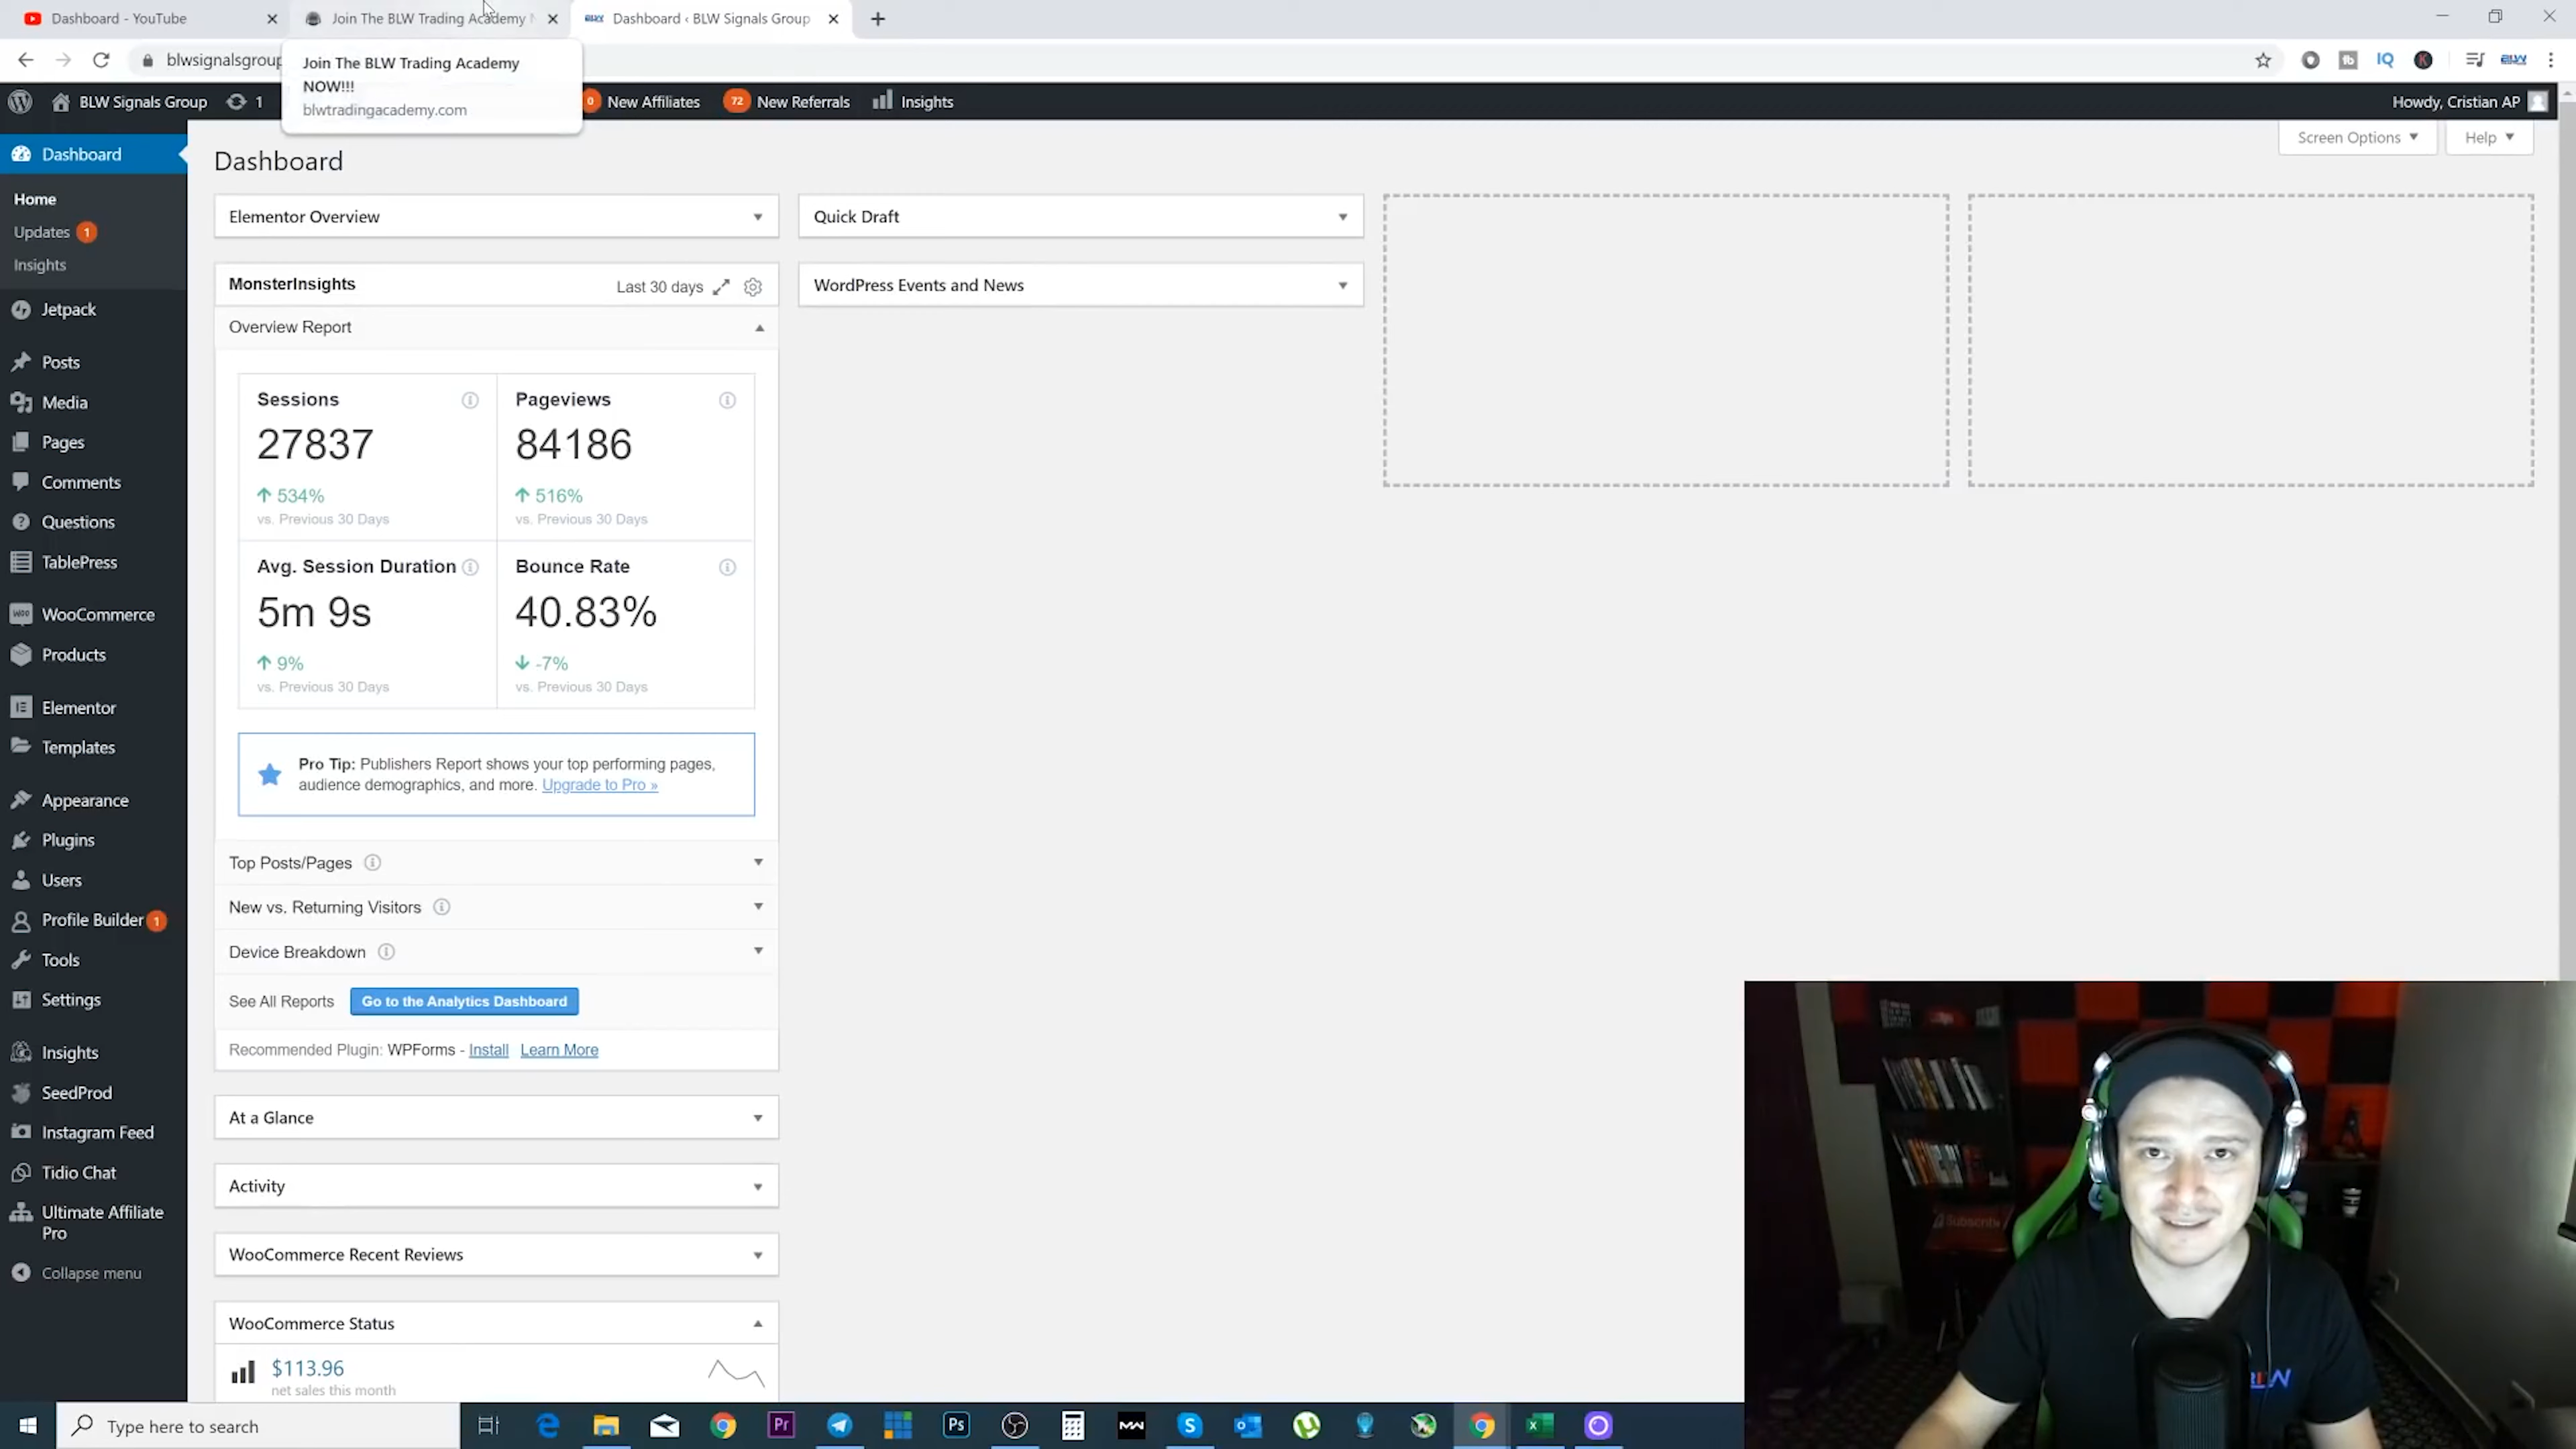 Dashboard - YouTube
Join The BLW Trading Academy
Dashboard ‹ BLW Signals Group
blwsignalsgroup
Join The BLW Trading Academy
NOW!!!
blwtradingacademy.com
BLW Signals Group
1
0 New Affiliates
72 New Referrals
Insights
Howdy, Cristian AP
Screen Options
Help
Dashboard
Home
Updates 1
Insights
Jetpack
Posts
Media
Pages
Comments
Questions
TablePress
WooCommerce
Products
Elementor
Templates
Appearance
Plugins
Users
Profile Builder 1
Tools
Settings
Insights
SeedProd
Instagram Feed
Tidio Chat
Ultimate Affiliate
Pro
Collapse menu
Dashboard
Elementor Overview
Quick Draft
MonsterInsights
Last 30 days
WordPress Events and News
Overview Report
Sessions
27837
534%
vs. Previous 30 Days
Pageviews
84186
516%
vs. Previous 30 Days
Avg. Session Duration
5m 9s
9%
vs. Previous 30 Days
Bounce Rate
40.83%
-7%
vs. Previous 30 Days
Pro Tip: Publishers Report shows your top performing pages,
audience demographics, and more. Upgrade to Pro »
Top Posts/Pages
New vs. Returning Visitors
Device Breakdown
See All Reports
Go to the Analytics Dashboard
Recommended Plugin: WPForms - Install Learn More
At a Glance
Activity
WooCommerce Recent Reviews
WooCommerce Status
$113.96
net sales this month
Type here to search